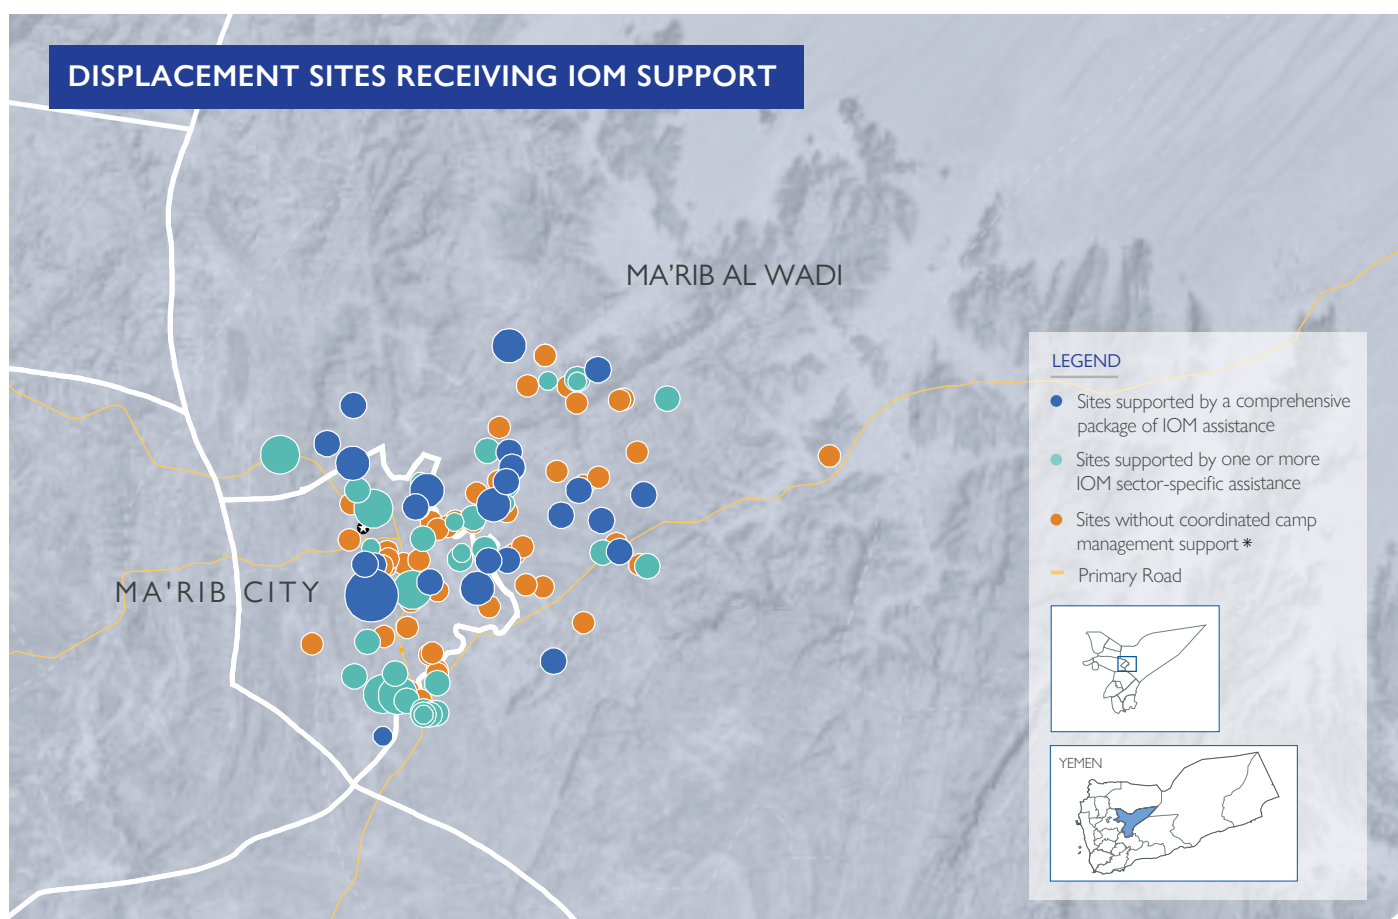 DISPLACEMENT SITES RECEIVING IOM SUPPORT
MA'RIB AL WADI
MA'RIB CITY
LEGEND
Sites supported by a comprehensive
package of IOM assistance
Sites supported by one or more
IOM sector-specific assistance
Sites without coordinated camp
management support *
Primary Road
YEMEN